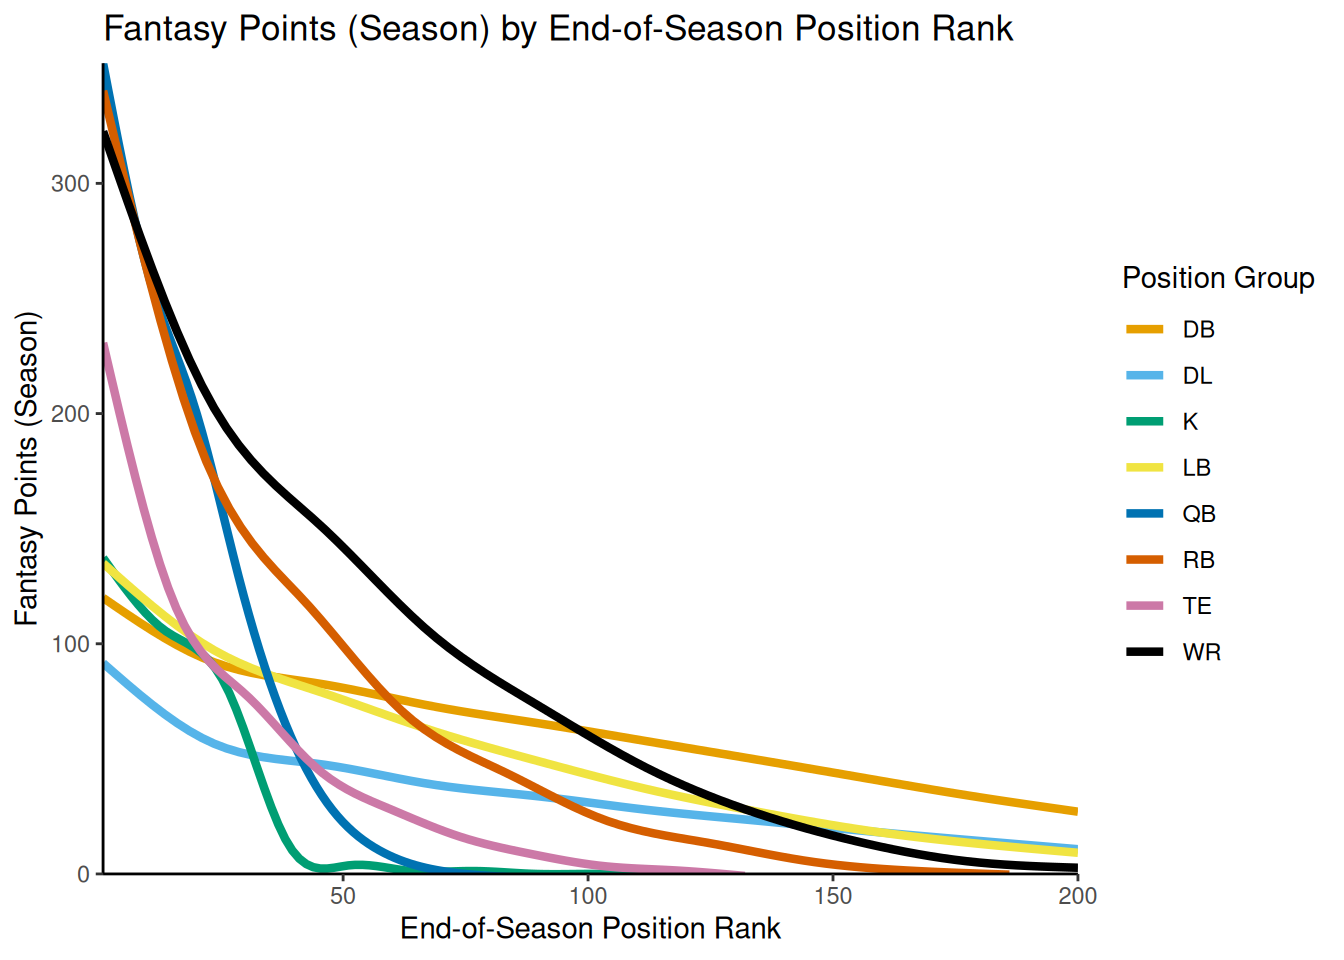 Fantasy Points (Season) by End-of-Season Position Rank
Fantasy Points (Season)
300
200
100
0
50
100
150
200
End-of-Season Position Rank
Position Group
DB
DL
K
LB
QB
RB
TE
WR